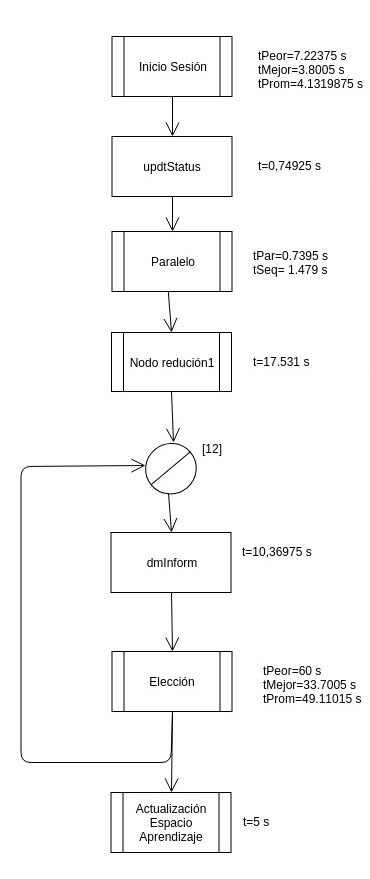 Inicio Sesión
tPeor=7.22375 s
tMejor=3.8005 s
tProm=4.1319875 s
updtStatus
t=0,74925 s
Paralelo
tPar=0.7395 s
tSeq= 1.479 s
Nodo redución1
t=17.531 s
[12]
dmInform
t=10,36975 s
Elección
tPeor=60 s
tMejor=33.7005 s
tProm=49.11015 s
Actualización
Espacio
Aprendizaje
t=5 s